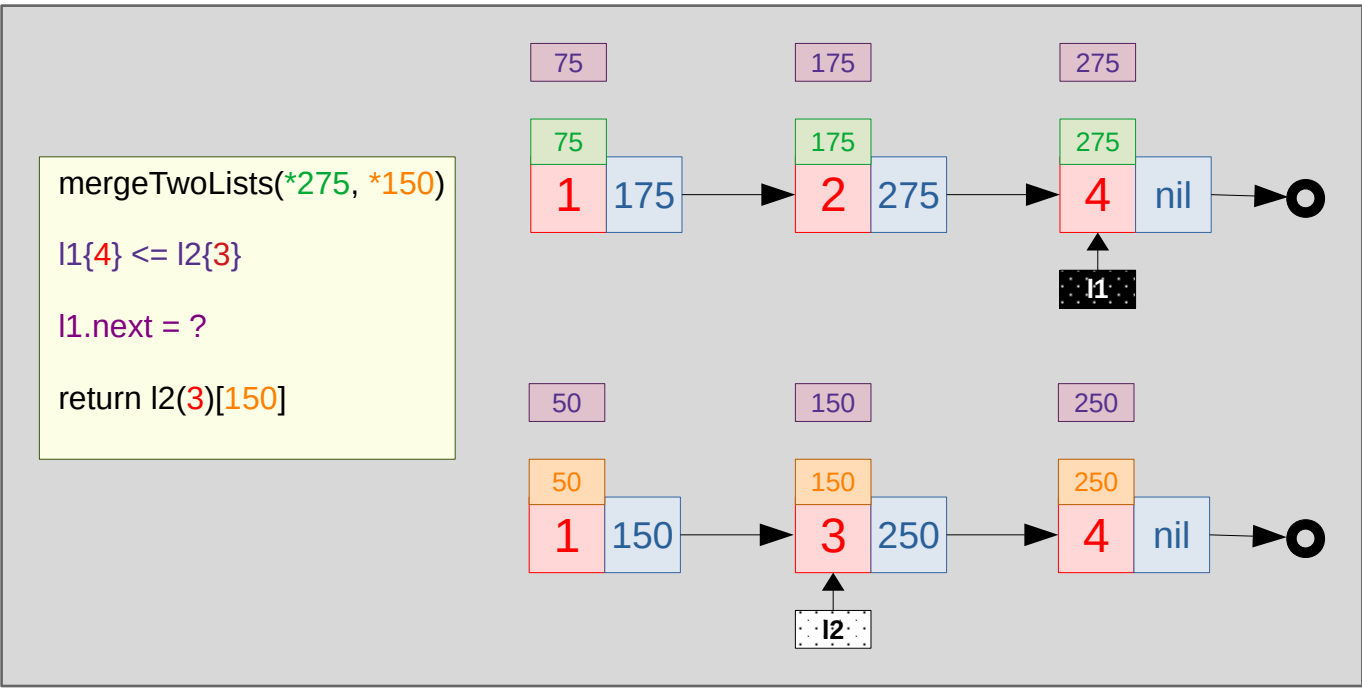 mergeTwoLists(*275, *150)
l1{4} <= l2{3}
l1.next = ?
return l2(3)[150]
75 175 275
75 175 275
1 175 2 275 4 nil
l1
50 150 250
50 150 250
1 150 3 250 4 nil
l2